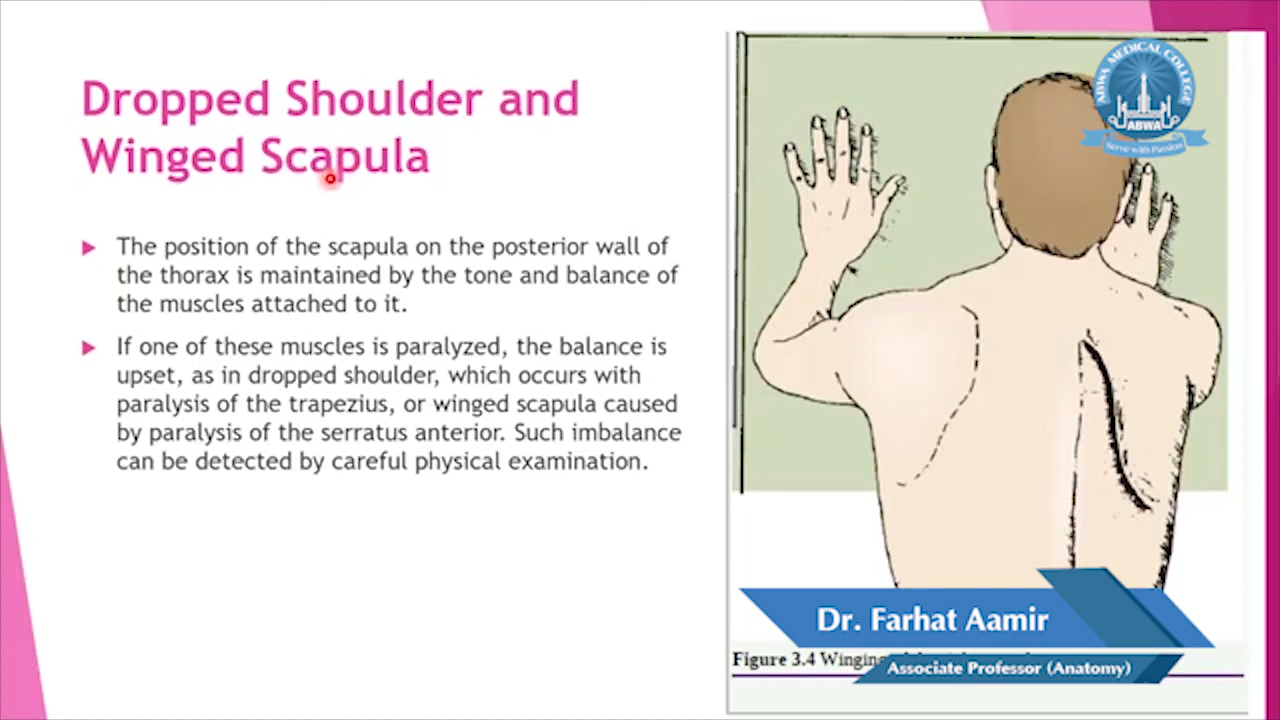 Dropped Shoulder and
Winged Scapula
The position of the scapula on the posterior wall of
the thorax is maintained by the tone and balance of
the muscles attached to it.
If one of these muscles is paralyzed, the balance is
upset, as in dropped shoulder, which occurs with
paralysis of the trapezius, or winged scapula caused
by paralysis of the serratus anterior. Such imbalance
can be detected by careful physical examination.
ABWA MEDICAL COLLEGE
ABWA
Serve with Passion
Dr. Farhat Aamir
Figure 3.4 Winging
Associate Professor (Anatomy)